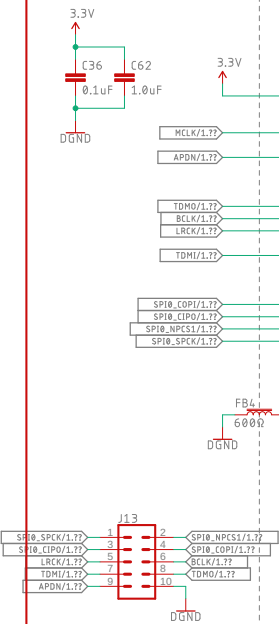 3.3V
C36 C62
0.1uF 1.0uF
DGND
3.3V
MCLK/1.??
APDN/1.??
TDMO/1.??
BCLK/1.??
LRCK/1.??
TDMI/1.??
SPI0_COPI/1.??
SPI0_CIPO/1.??
SPI0_NPCS1/1.??
SPI0_SPCK/1.??
FB4
600Ω
DGND
J13
SPI0_SPCK/1.?? 1 2 SPI0_NPCS1/1.??
SPI0_CIPO/1.?? 3 4 SPI0_COPI/1.??
LRCK/1.?? 5 6 BCLK/1.??
TDMI/1.?? 7 8 TDMO/1.??
APDN/1.?? 9 10
DGND